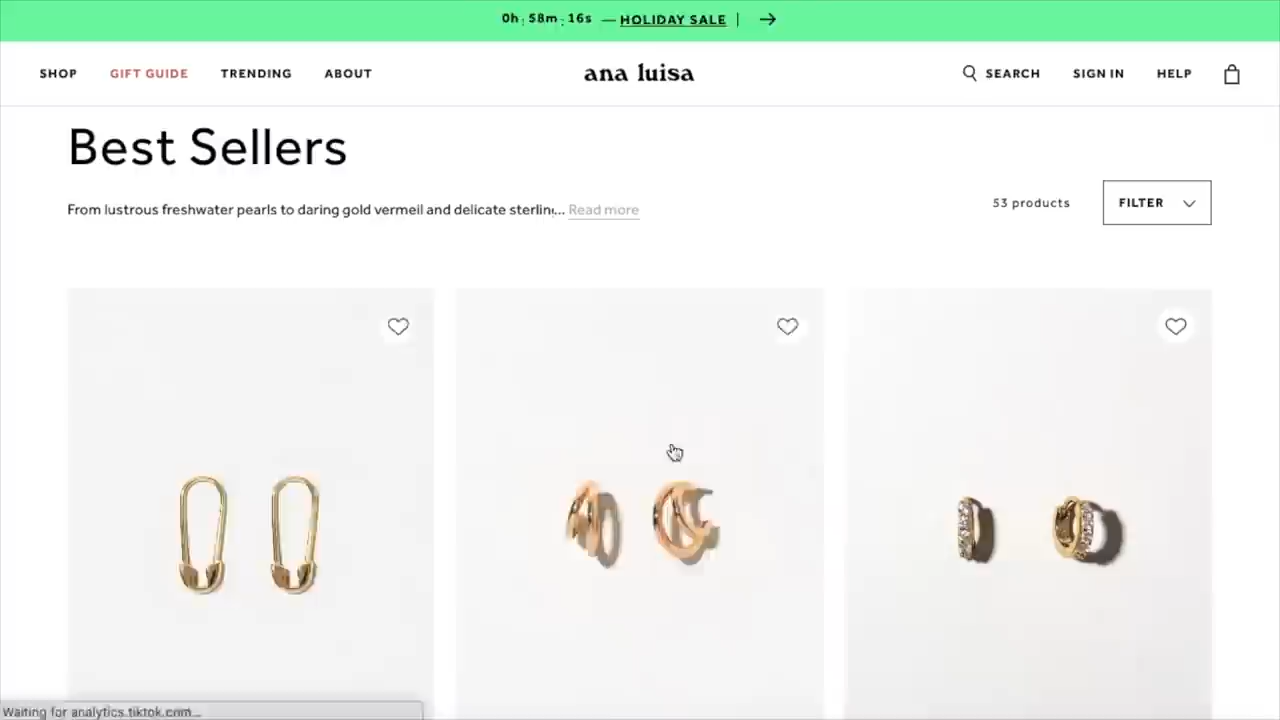 0h : 58m : 16s — HOLIDAY SALE | →
SHOP GIFT GUIDE TRENDING ABOUT ana luisa SEARCH SIGN IN HELP
Best Sellers
From lustrous freshwater pearls to daring gold vermeil and delicate sterlin... Read more
53 products FILTER
Waiting for analytics.tiktok.com...